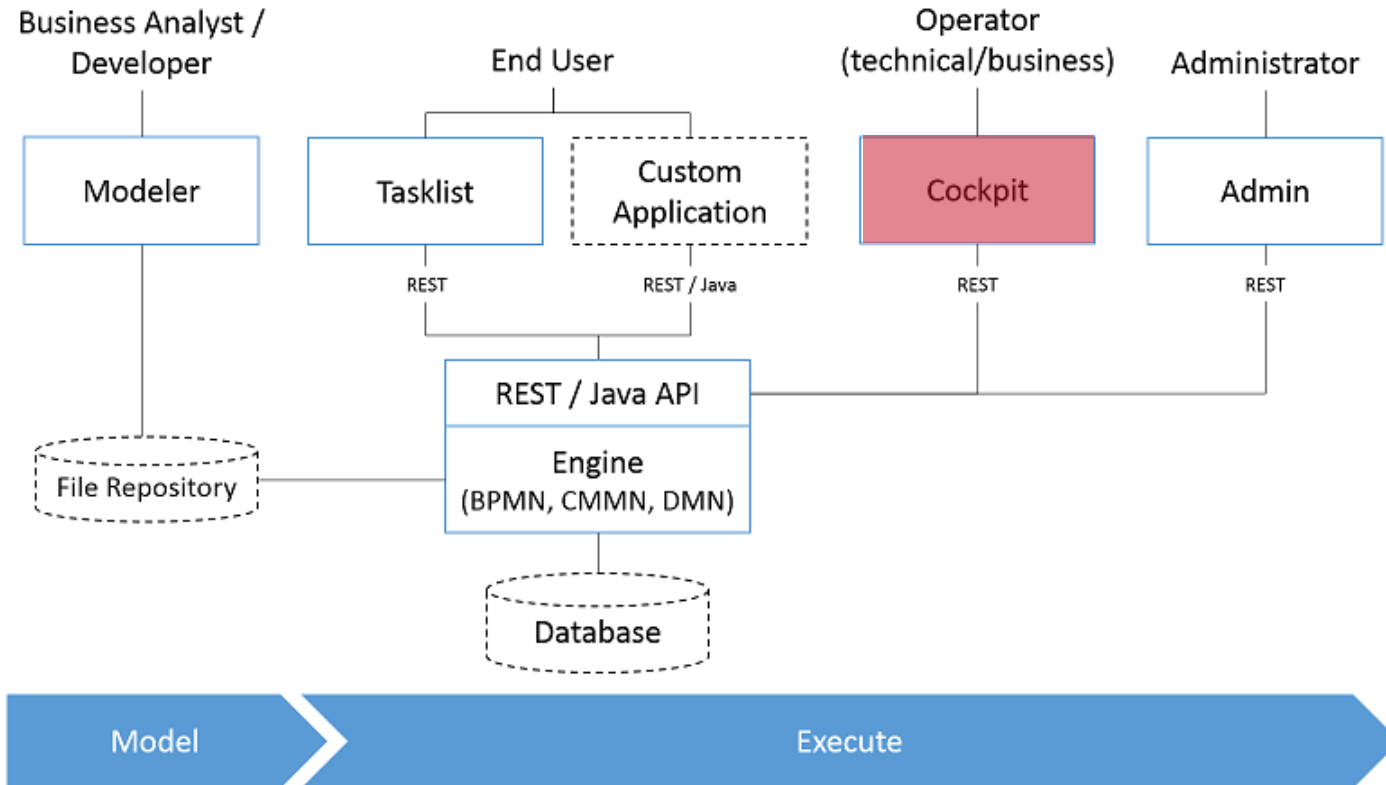 Business Analyst /
Developer
End User
Operator
(technical/business)
Administrator
Modeler
Tasklist
Custom
Application
Cockpit
Admin
REST
REST / Java
REST
REST
REST / Java API
Engine
(BPMN, CMMN, DMN)
File Repository
Database
Model
Execute